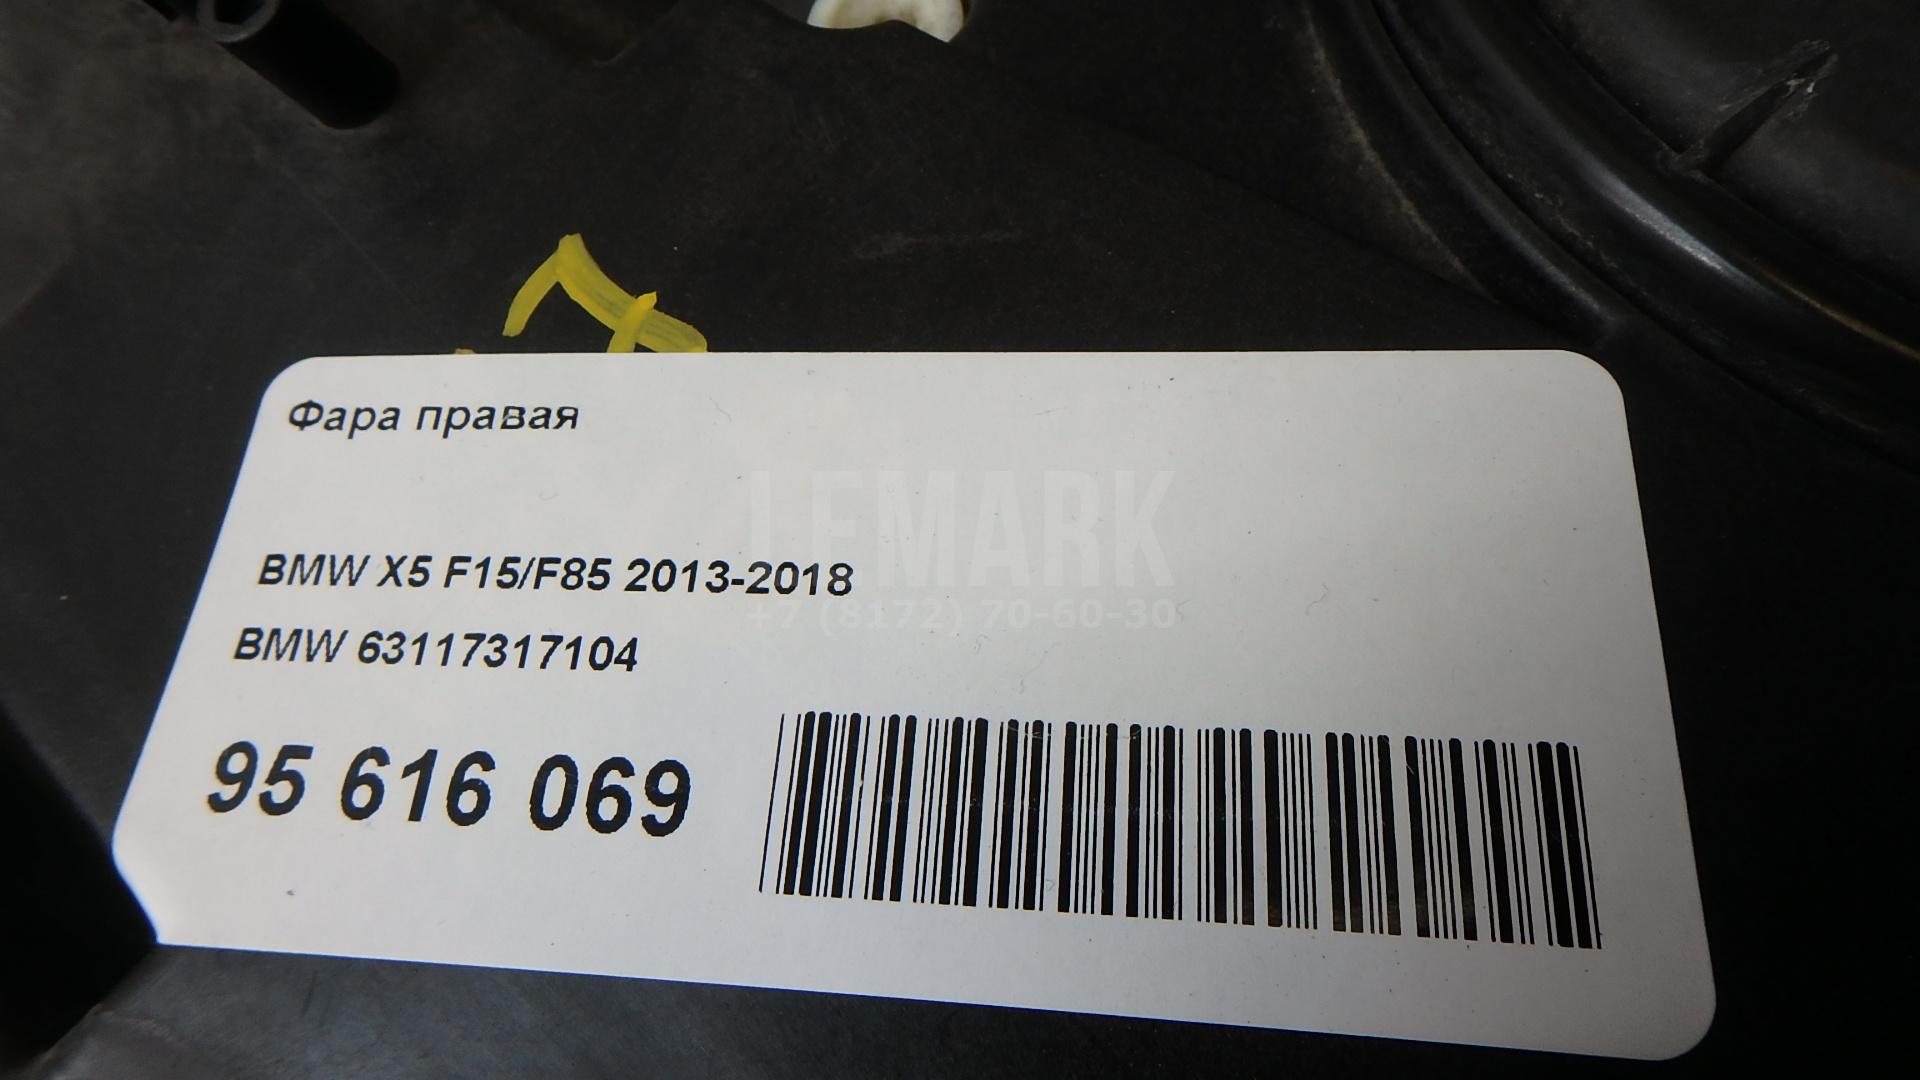 Фара правая
LEMARK
BMW X5 F15/F85 2013-2018
+7 (8172) 70-60-30
BMW 63117317104
95 616 069